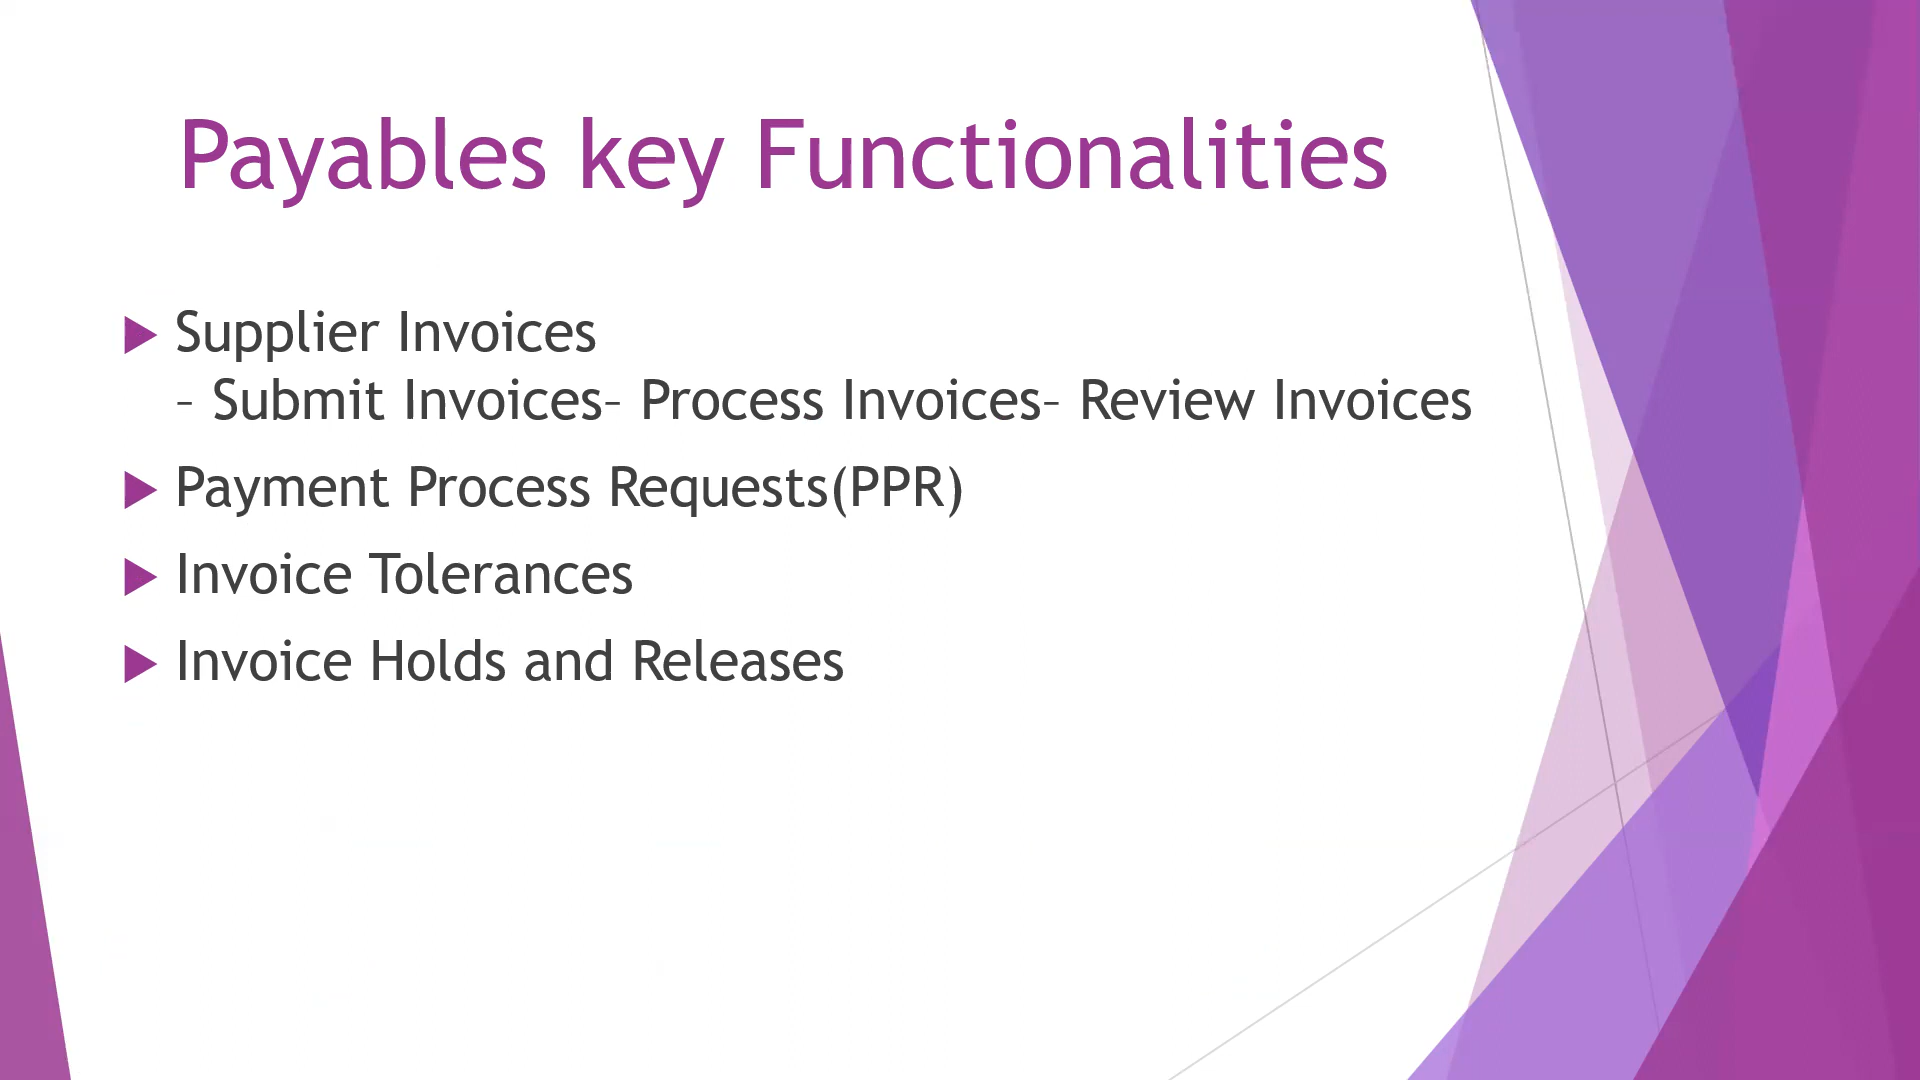 Payables key Functionalities
Supplier Invoices
– Submit Invoices– Process Invoices– Review Invoices
Payment Process Requests(PPR)
Invoice Tolerances
Invoice Holds and Releases